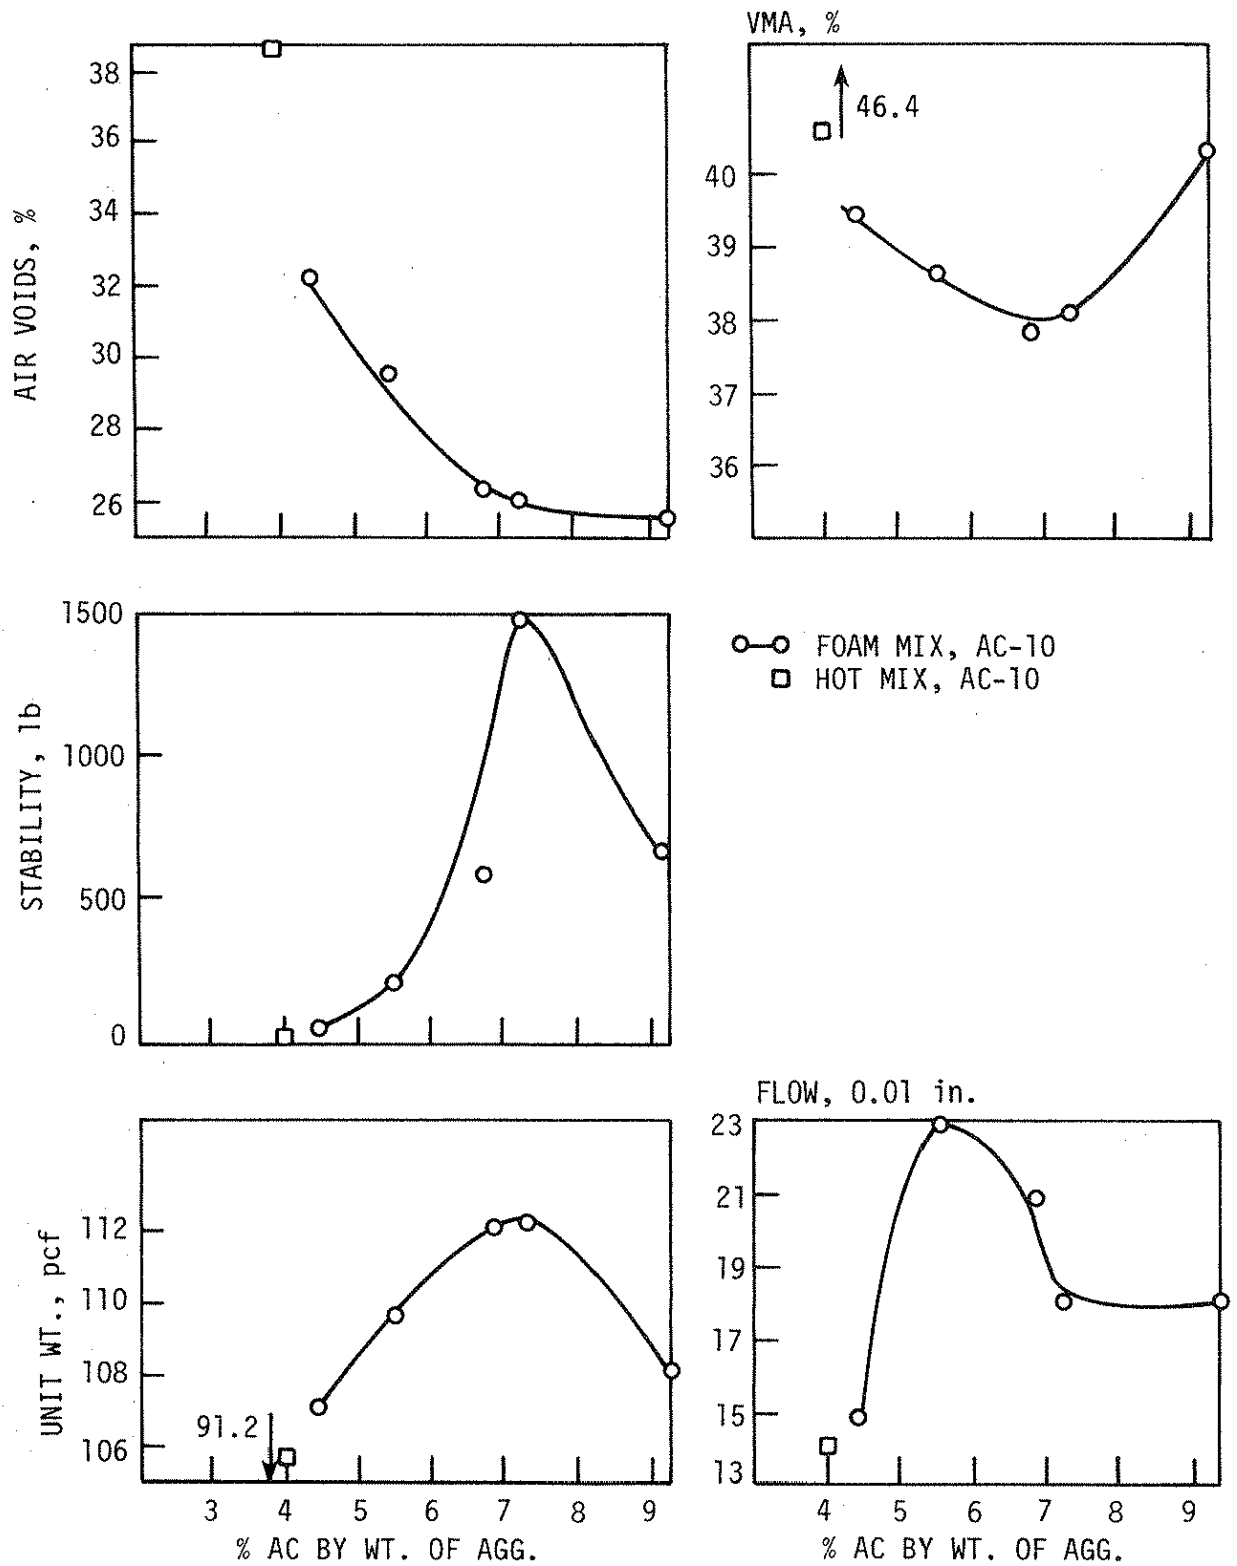 VMA, %
AIR VOIDS, %
38
36
34
32
30
28
26
46.4
40
39
38
37
36
STABILITY, lb
1500
1000
500
0
FOAM MIX, AC-10
HOT MIX, AC-10
UNIT WT., pcf
112
110
108
106
91.2
3 4 5 6 7 8 9
% AC BY WT. OF AGG.
FLOW, 0.01 in.
23
21
19
17
15
13
4 5 6 7 8 9
% AC BY WT. OF AGG.